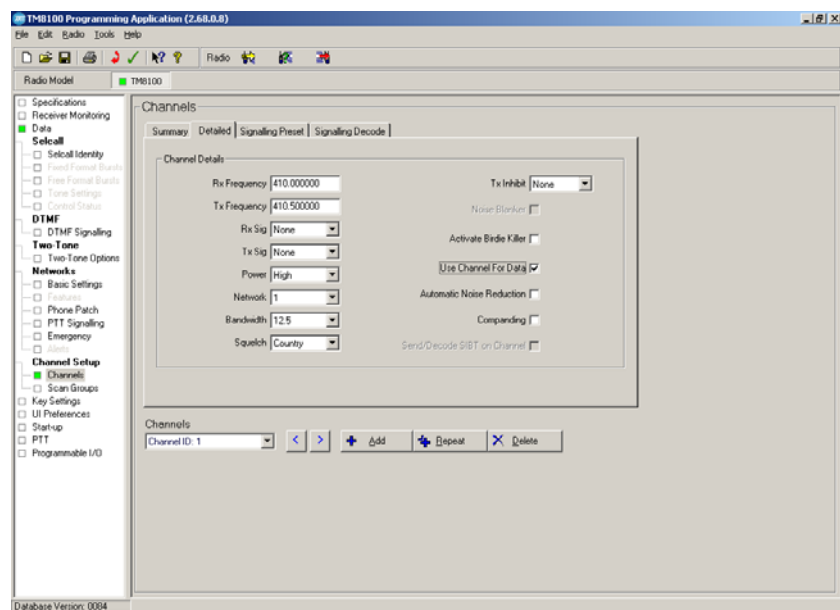 TM8100 Programming Application (2.68.0.8)
File Edit Radio Tools Help
Radio
Radio Model
TM8100
Specifications
Receiver Monitoring
Data
Selcall
Selcall Identity
Fixed Format Bursts
Free Format Bursts
Tone Settings
Control Status
DTMF
DTMF Signaling
Two-Tone
Two-Tone Options
Networks
Basic Settings
Features
Phone Patch
PTT Signalling
Emergency
Alerts
Channel Setup
Channels
Scan Groups
Key Settings
UI Preferences
Start-up
PTT
Programmable I/O
Channels
Summary Detailed Signalling Preset Signalling Decode
Channel Details
Rx Frequency 410.000000
Tx Frequency 410.500000
Rx Sig None
Tx Sig None
Power High
Network 1
Bandwidth 12.5
Squelch Country
Tx Inhibit None
Noise Blanker
Activate Birdie Killer
Use Channel For Data
Automatic Noise Reduction
Companding
Send/Decode SIBT on Channel
Channels
Channel ID: 1
< > Add Repeat Delete
Database Version: 0084